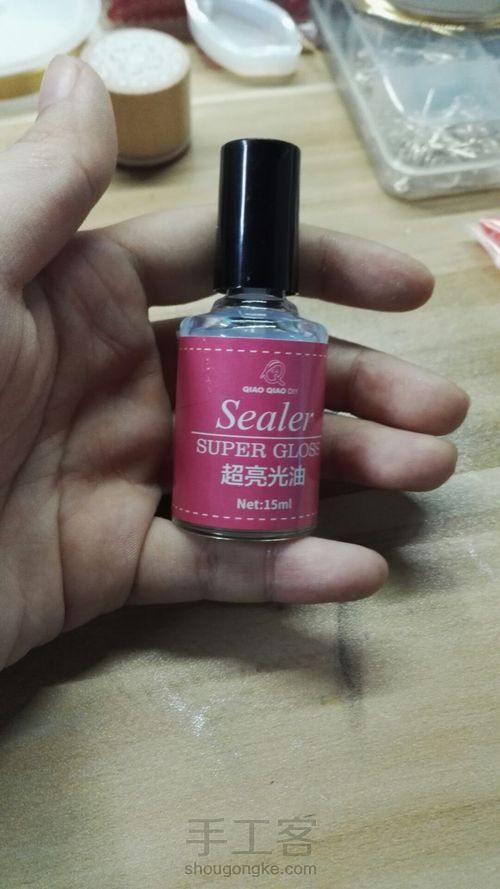 QIAO QIAO DIY
Sealer
SUPER GLOSS
超亮光油
Net:15ml
手工客
shougongke.com